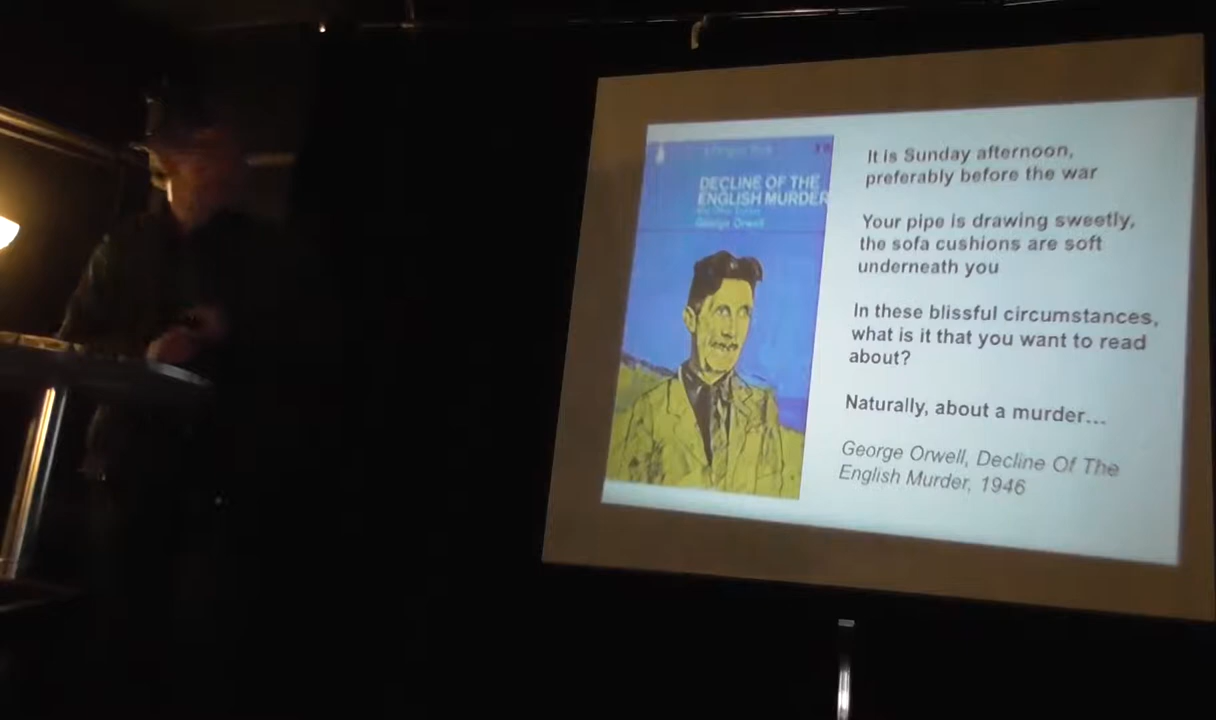 DECLINE OF THE
ENGLISH MURDER
George Orwell
It is Sunday afternoon,
preferably before the war
Your pipe is drawing sweetly,
the sofa cushions are soft
underneath you
In these blissful circumstances,
what is it that you want to read
about?
Naturally, about a murder...
George Orwell, Decline Of The
English Murder, 1946